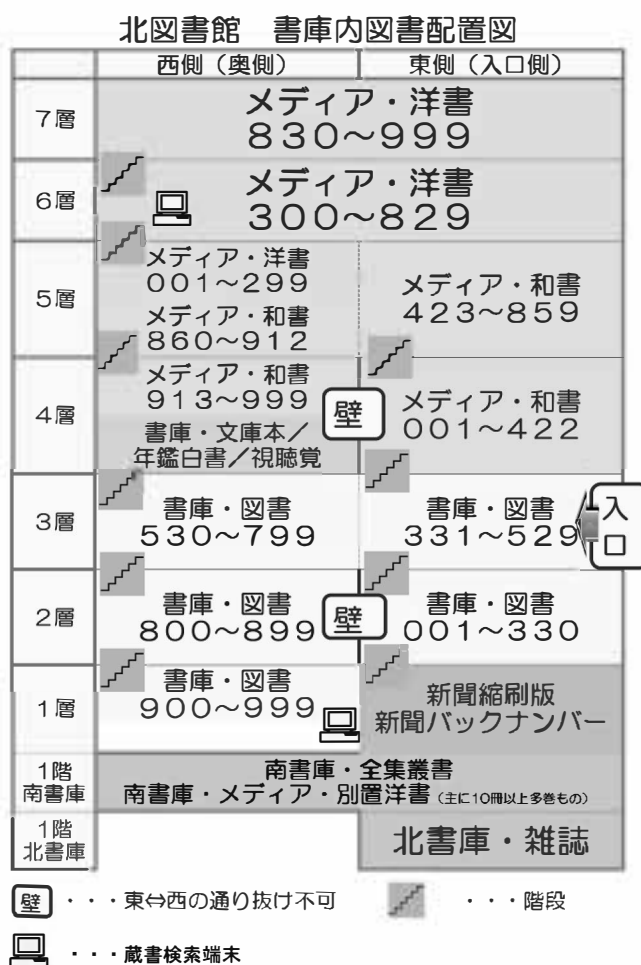 北図書館　書庫内図書配置図
西側（奥側）
東側（入口側）
7層
メディア・洋書
830～999
6層
メディア・洋書
300～829
5層
メディア・洋書
001～299
メディア・和書
860～912
メディア・和書
423～859
4層
メディア・和書
913～999
書庫・文庫本／
年鑑白書／視聴覚
壁
メディア・和書
001～422
3層
書庫・図書
530～799
書庫・図書
331～529
入口
2層
書庫・図書
800～899
壁
書庫・図書
001～330
1層
書庫・図書
900～999
新聞縮刷版
新聞バックナンバー
1階
南書庫
南書庫・全集叢書
南書庫・メディア・別置洋書（主に10冊以上多巻もの）
1階
北書庫
北書庫・雑誌
壁・・・東⇔西の通り抜け不可
・・・階段
・・・蔵書検索端末